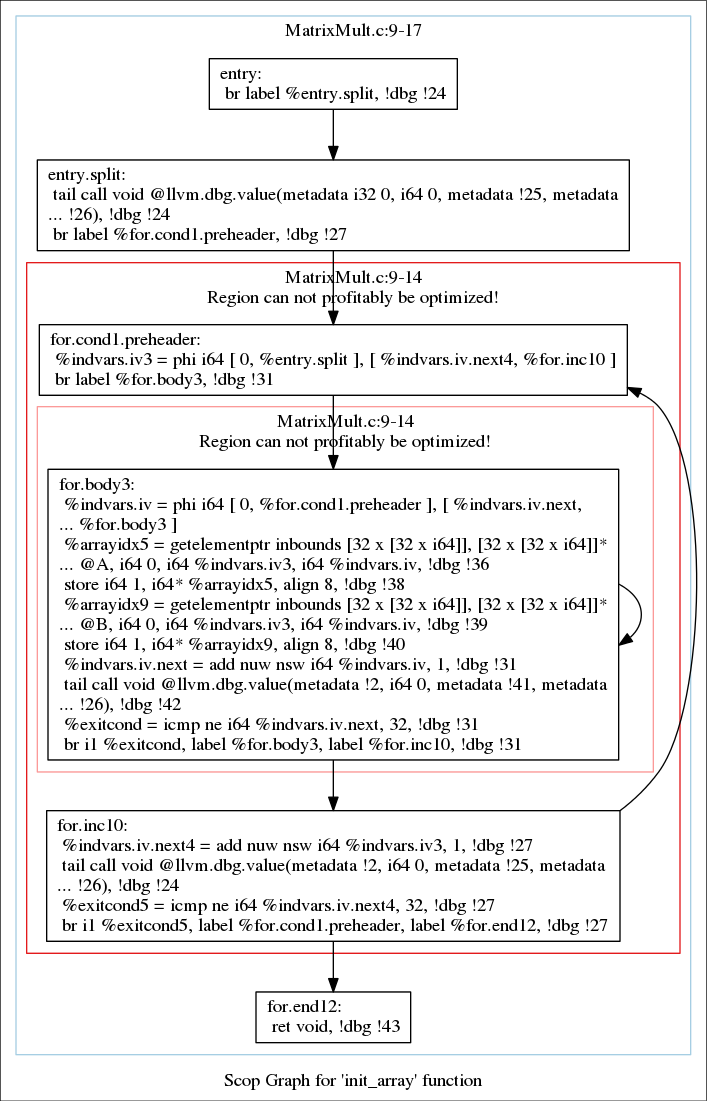 MatrixMult.c:9-17
entry:
br label %entry.split, !dbg !24
entry.split:
tail call void @llvm.dbg.value(metadata i32 0, i64 0, metadata !25, metadata
... !26), !dbg !24
br label %for.cond1.preheader, !dbg !27
MatrixMult.c:9-14
Region can not profitably be optimized!
for.cond1.preheader:
%indvars.iv3 = phi i64 [ 0, %entry.split ], [ %indvars.iv.next4, %for.inc10 ]
br label %for.body3, !dbg !31
MatrixMult.c:9-14
Region can not profitably be optimized!
for.body3:
%indvars.iv = phi i64 [ 0, %for.cond1.preheader ], [ %indvars.iv.next,
... %for.body3 ]
%arrayidx5 = getelementptr inbounds [32 x [32 x i64]], [32 x [32 x i64]]*
... @A, i64 0, i64 %indvars.iv3, i64 %indvars.iv, !dbg !36
store i64 1, i64* %arrayidx5, align 8, !dbg !38
%arrayidx9 = getelementptr inbounds [32 x [32 x i64]], [32 x [32 x i64]]*
... @B, i64 0, i64 %indvars.iv3, i64 %indvars.iv, !dbg !39
store i64 1, i64* %arrayidx9, align 8, !dbg !40
%indvars.iv.next = add nuw nsw i64 %indvars.iv, 1, !dbg !31
tail call void @llvm.dbg.value(metadata !2, i64 0, metadata !41, metadata
... !26), !dbg !42
%exitcond = icmp ne i64 %indvars.iv.next, 32, !dbg !31
br i1 %exitcond, label %for.body3, label %for.inc10, !dbg !31
for.inc10:
%indvars.iv.next4 = add nuw nsw i64 %indvars.iv3, 1, !dbg !27
tail call void @llvm.dbg.value(metadata !2, i64 0, metadata !25, metadata
... !26), !dbg !24
%exitcond5 = icmp ne i64 %indvars.iv.next4, 32, !dbg !27
br i1 %exitcond5, label %for.cond1.preheader, label %for.end12, !dbg !27
for.end12:
ret void, !dbg !43
Scop Graph for 'init_array' function